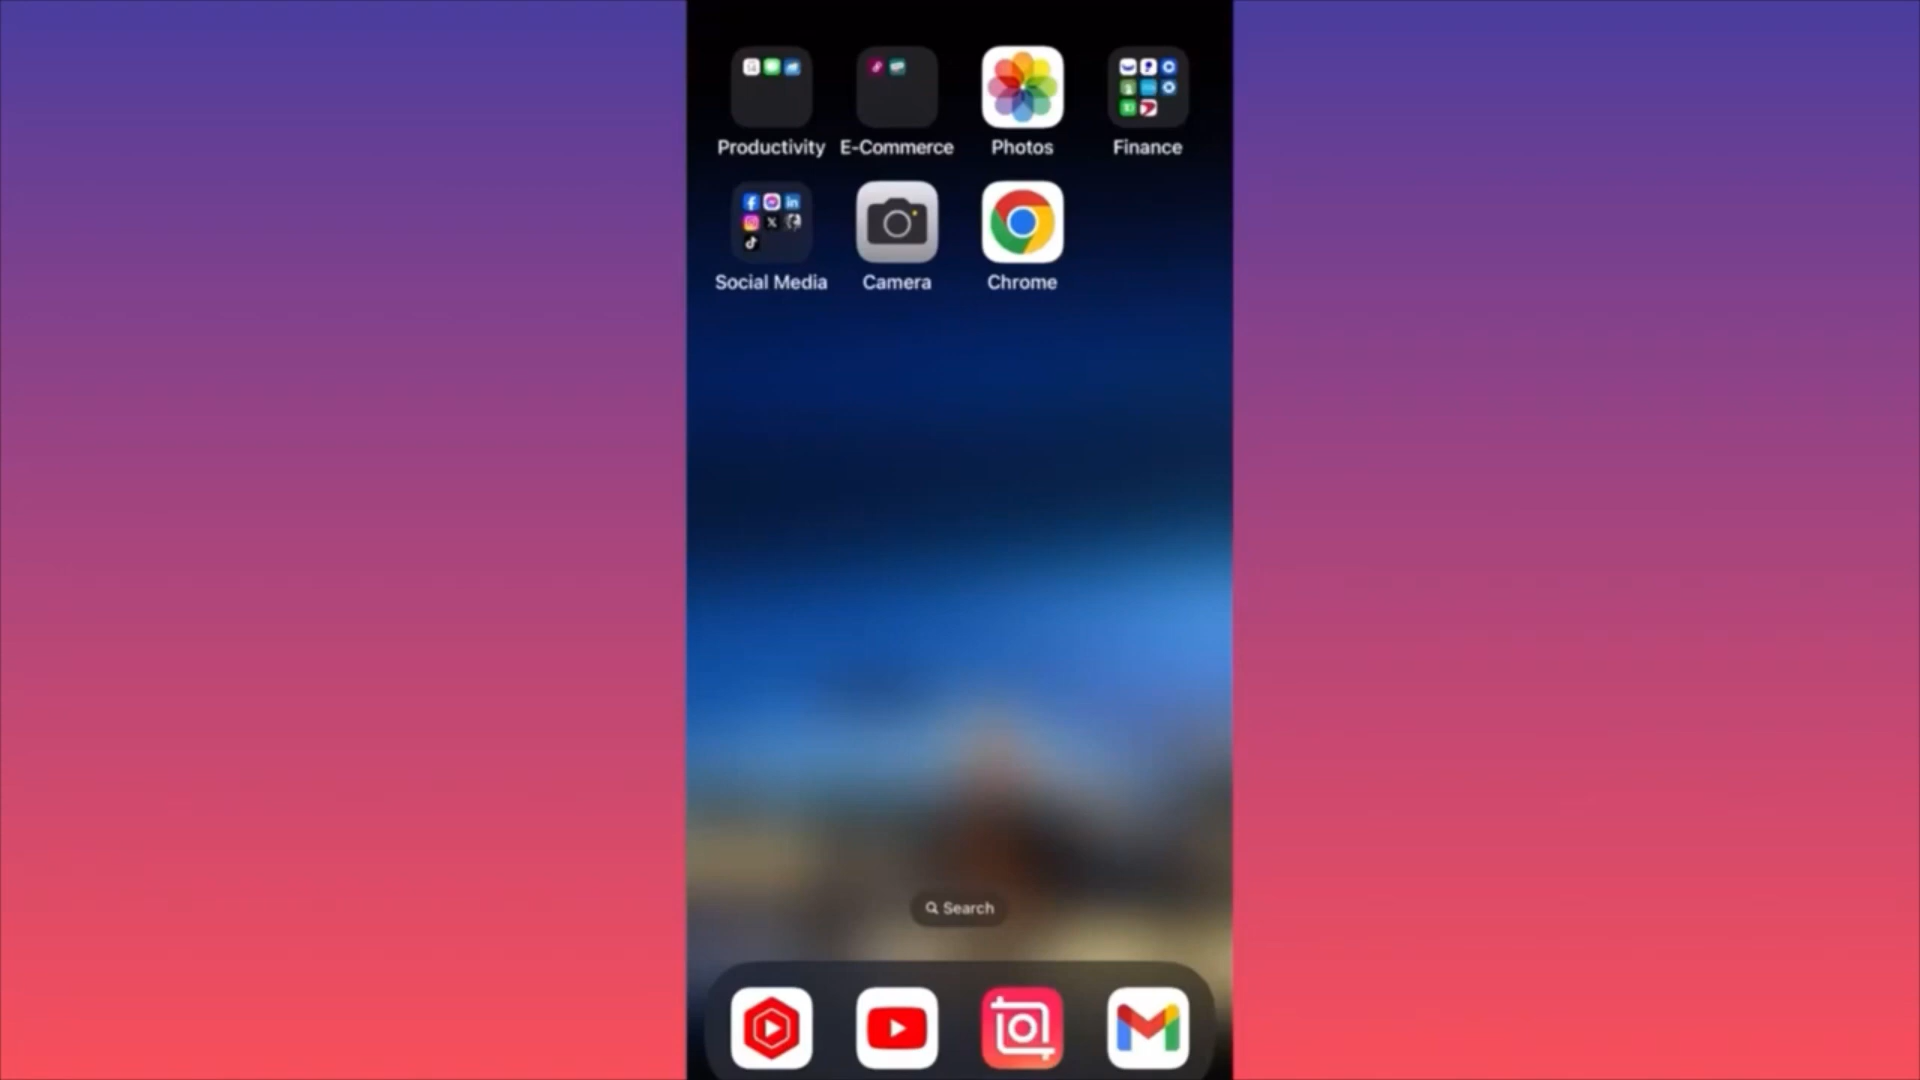 Productivity E-Commerce Photos Finance
Social Media Camera Chrome
Search